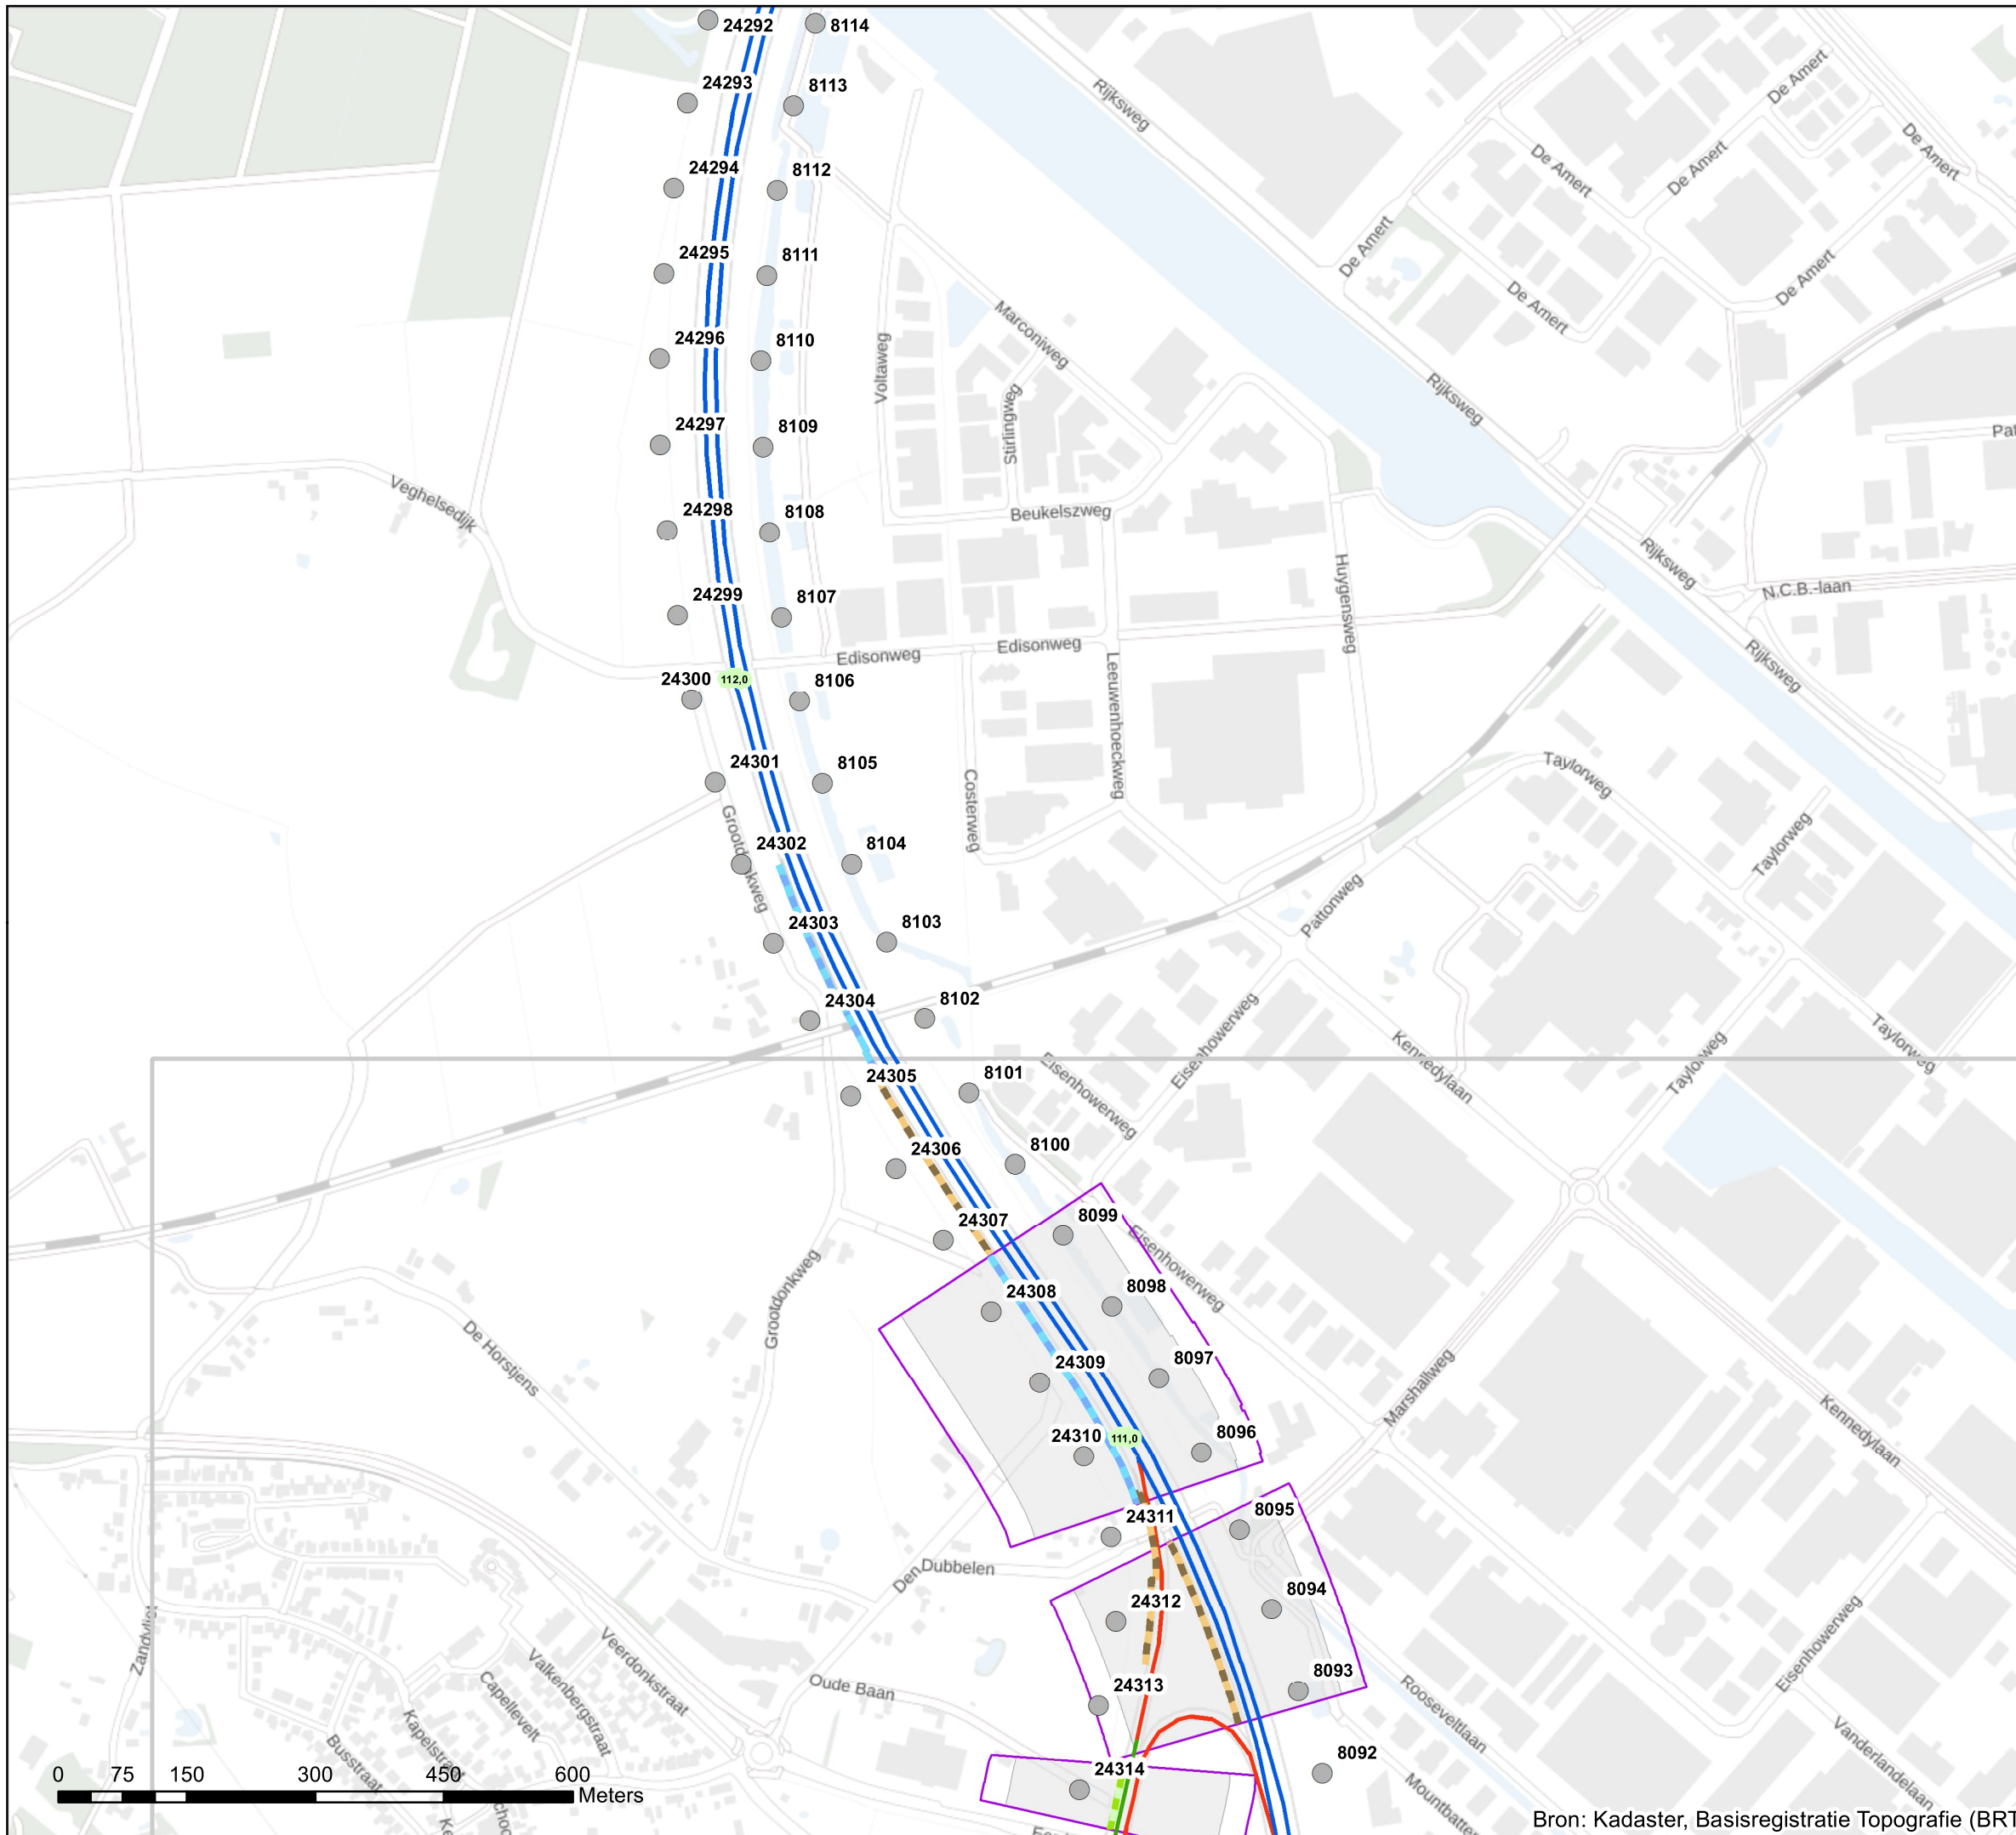 24292
8114
24293
8113
Rijksweg
De Amert
De Amert
De Amert
De Amert
24294
8112
24295
8111
De Amert
De Amert
De Amert
24296
8110
Voltaweg
Marconiweg
Stirlingweg
Rijksweg
24297
8109
Pat
Veghelsedijk
24298
8108
Beukelszweg
Huygensweg
Rijksweg
N.C.B.-laan
24299
8107
Edisonweg
Edisonweg
Leeuwenhoeckweg
Rijksweg
24300
112,0
8106
24301
8105
Costerweg
Taylorweg
Grootdonkweg
24302
8104
Taylorweg
Pattonweg
24303
8103
24304
8102
Eisenhowerweg
Kennedylaan
Taylorweg
Taylorweg
24305
8101
Eisenhowerweg
24306
8100
24307
8099
Eisenhowerweg
Grootdonkweg
24308
8098
De Horstjens
24309
8097
Marshallweg
Kennedylaan
24310
111,0
8096
24311
8095
Den Dubbelen
24312
8094
Zandvliet
Veerdonkstraat
Valkenbergstraat
Capellevelt
Kapelstraat
Busstraat
Oude Baan
24313
8093
Rooseveltlaan
Eisenhowerweg
Vanderlandelaan
24314
8092
Mountbatten
0 75 150 300 450 600
Meters
Bron: Kadaster, Basisregistratie Topografie (BRT